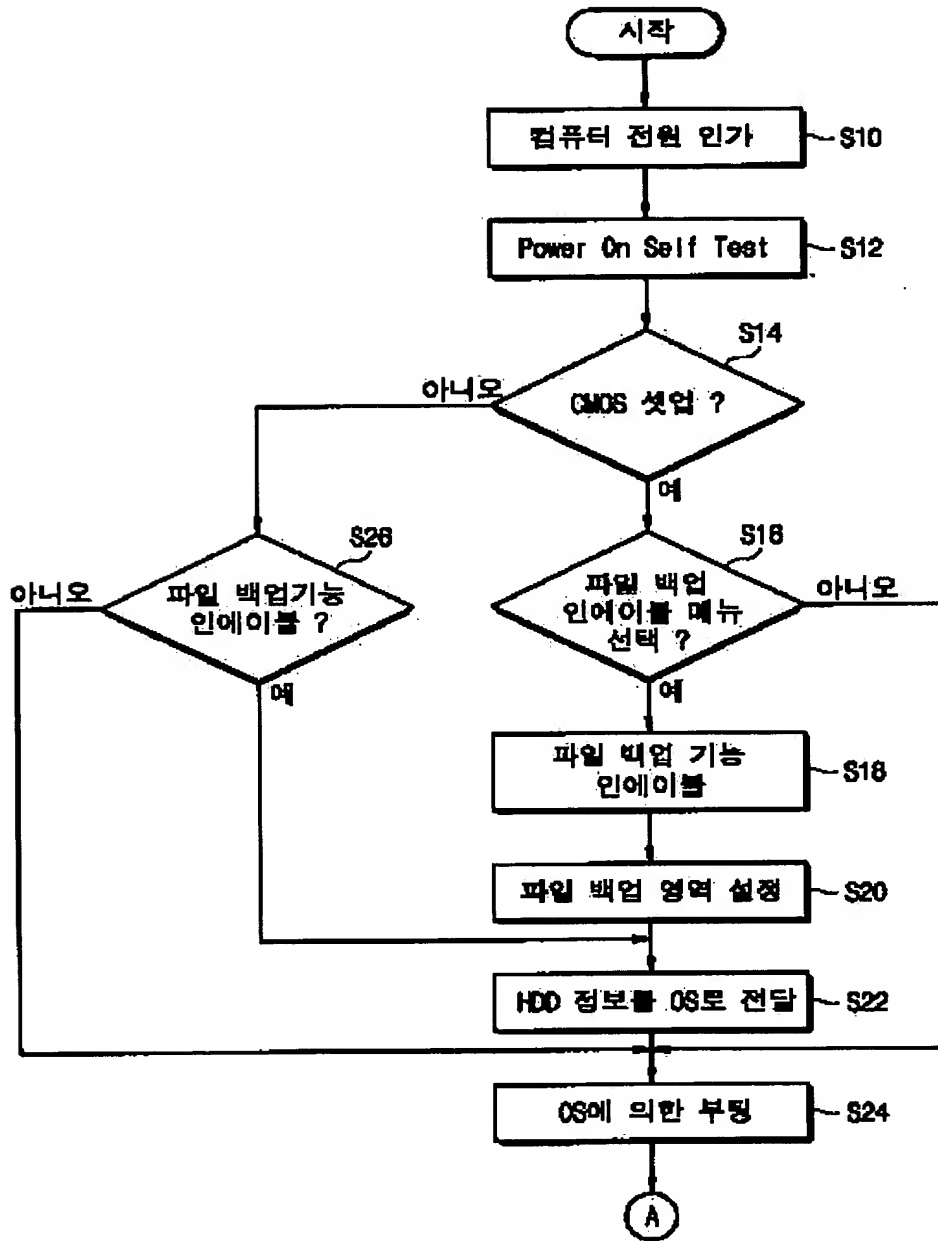 시작
컴퓨터 전원 인가
S10
Power On Self Test
S12
S14
CMOS 셋업 ?
아니오
예
S26
파일 백업기능
인에이블 ?
아니오
예
S16
파일 백업
인에이블 메뉴
선택 ?
아니오
예
파일 백업 기능
인에이블
S18
파일 백업 영역 설정
S20
HDD 정보를 OS로 전달
S22
OS에 의한 부팅
S24
A